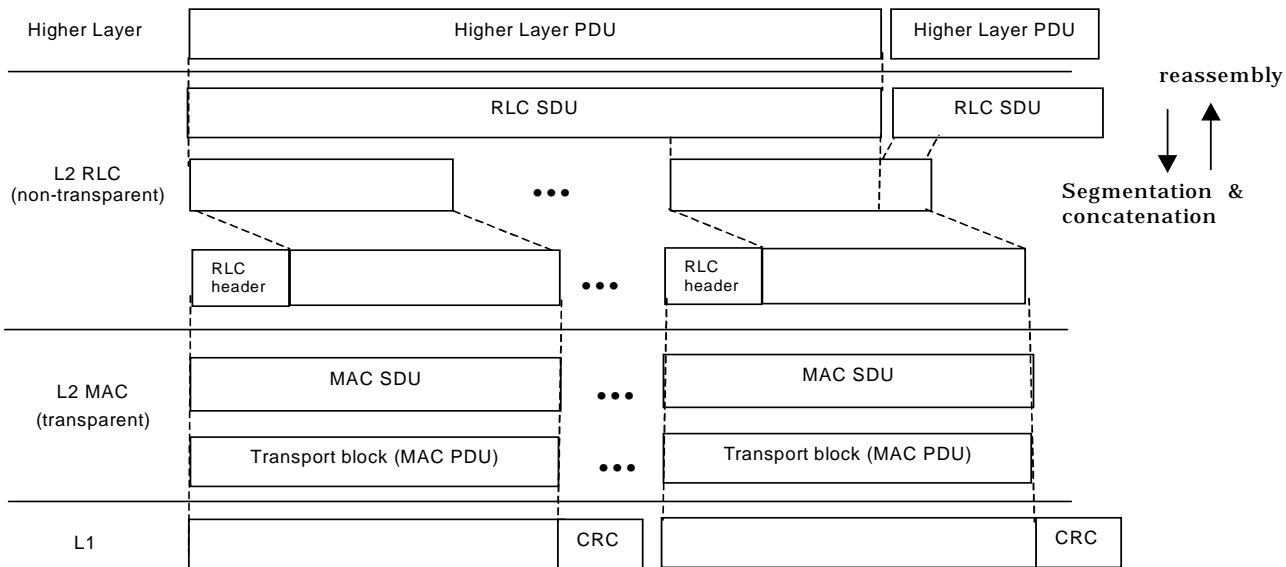 Higher Layer
Higher Layer PDU
Higher Layer PDU
reassembly
RLC SDU
RLC SDU
L2 RLC
(non-transparent)
Segmentation &
concatenation
RLC
header
RLC
header
L2 MAC
(transparent)
MAC SDU
MAC SDU
Transport block (MAC PDU)
Transport block (MAC PDU)
L1
CRC
CRC